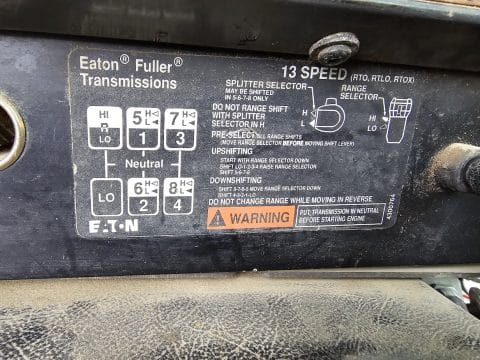 Eaton® Fuller®
Transmissions
13 SPEED (RTO, RTLO, RTOX)
SPLITTER SELECTOR
MAY BE SHIFTED
IN 5-6-7-8 ONLY
RANGE
SELECTOR
H
L
HI
LO
DO NOT RANGE SHIFT
WITH SPLITTER
SELECTOR IN H
PRE-SELECT ALL RANGE SHIFTS
(MOVE RANGE SELECTOR BEFORE MOVING SHIFT LEVER)
UPSHIFTING
START WITH RANGE SELECTOR DOWN
SHIFT LO-1-2-3-4 RAISE RANGE SELECTOR
SHIFT 5-6-7-8
DOWNSHIFTING
SHIFT 8-7-6-5 MOVE RANGE SELECTOR DOWN
SHIFT 4-3-2-1-LO
DO NOT CHANGE RANGE WHILE MOVING IN REVERSE
WARNING
PUT TRANSMISSION IN NEUTRAL
BEFORE STARTING ENGINE
HI R LO
5 H L 1
7 H L 3
Neutral
LO
6 H L 2
8 H L 4
EATON